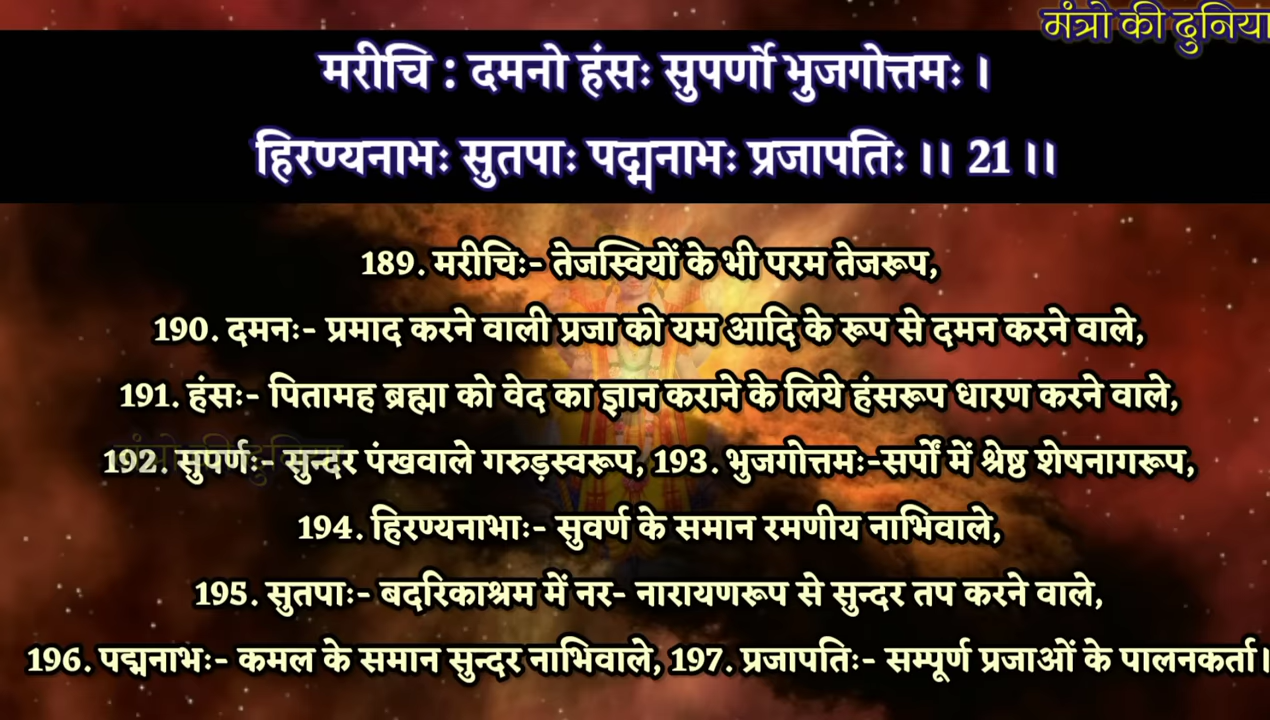 मंत्रो की दुनिया
मरीचि : दमनो हंसः सुपर्णो भुजगोत्तमः ।
हिरण्यनाभः सुतपाः पद्मनाभः प्रजापतिः ।। 21 ।।
189. मरीचिः- तेजस्वियों के भी परम तेजरूप,
190. दमनः- प्रमाद करने वाली प्रजा को यम आदि के रूप से दमन करने वाले,
191. हंसः- पितामह ब्रह्मा को वेद का ज्ञान कराने के लिये हंसरूप धारण करने वाले,
192. सुपर्णः- सुन्दर पंखवाले गरुड़स्वरूप, 193. भुजगोत्तमः-सर्पों में श्रेष्ठ शेषनागरूप,
मंत्रो की दुनिया
194. हिरण्यनाभाः- सुवर्ण के समान रमणीय नाभिवाले,
195. सुतपाः- बदरिकाश्रम में नर- नारायणरूप से सुन्दर तप करने वाले,
196. पद्मनाभः- कमल के समान सुन्दर नाभिवाले, 197. प्रजापतिः- सम्पूर्ण प्रजाओं के पालनकर्ता।